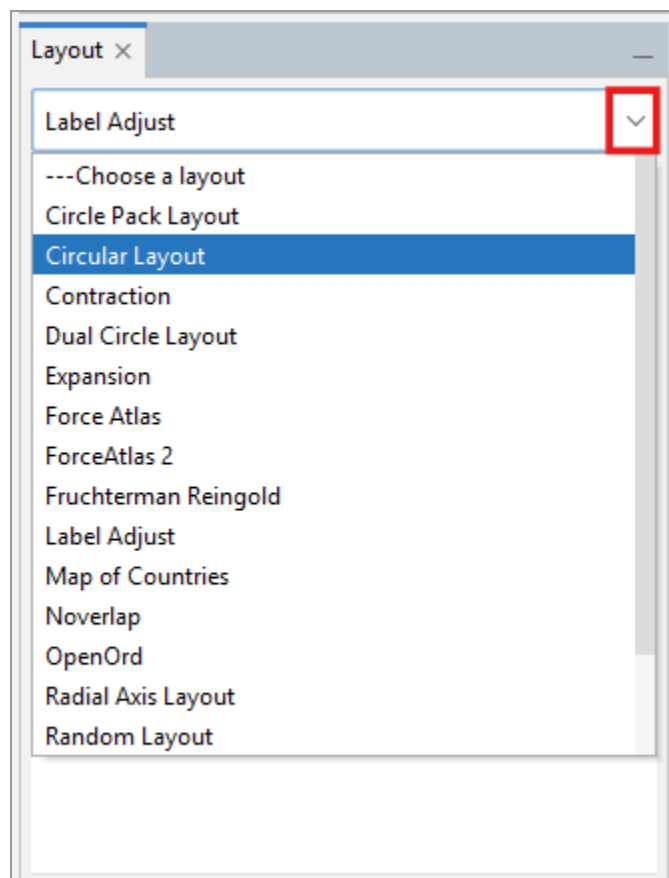 Layout
Label Adjust
---Choose a layout
Circle Pack Layout
Circular Layout
Contraction
Dual Circle Layout
Expansion
Force Atlas
ForceAtlas 2
Fruchterman Reingold
Label Adjust
Map of Countries
Noverlap
OpenOrd
Radial Axis Layout
Random Layout